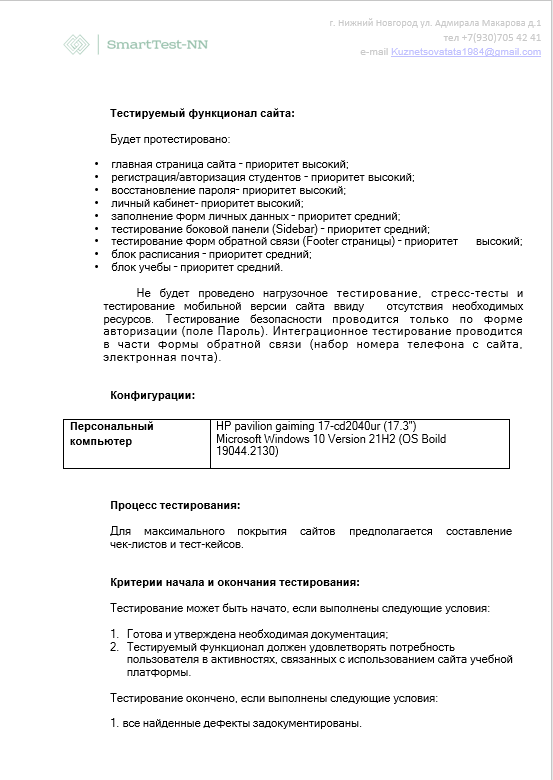 г. Нижний Новгород ул. Адмирала Макарова д.1
SmartTest-NN
тел +7(930)705 42 41
e-mail Kuznetsovatata1984@gmail.com
Тестируемый функционал сайта:
Будет протестировано:
• главная страница сайта - приоритет высокий;
• регистрация/авторизация студентов - приоритет высокий;
• восстановление пароля- приоритет высокий;
• личный кабинет- приоритет высокий;
• заполнение форм личных данных - приоритет средний;
• тестирование боковой панели (Sidebar) - приоритет средний;
• тестирование форм обратной связи (Footer страницы) – приоритет высокий;
• блок расписания – приоритет средний;
• блок учебы – приоритет средний.
Не будет проведено нагрузочное тестирование, стресс-тесты и
тестирование мобильной версии сайта ввиду отсутствия необходимых
ресурсов. Тестирование безопасности проводится только по форме
авторизации (поле Пароль). Интеграционное тестирование проводится
в части формы обратной связи (набор номера телефона с сайта,
электронная почта).
Конфигурации:
Персональный
компьютер
HP pavilion gaiming 17-cd2040ur (17.3")
Microsoft Windows 10 Version 21H2 (OS Boild
19044.2130)
Процесс тестирования:
Для максимального покрытия сайтов предполагается составление
чек-листов и тест-кейсов.
Критерии начала и окончания тестирования:
Тестирование может быть начато, если выполнены следующие условия:
1. Готова и утверждена необходимая документация;
2. Тестируемый функционал должен удовлетворять потребность
пользователя в активностях, связанных с использованием сайта учебной
платформы.
Тестирование окончено, если выполнены следующие условия:
1. все найденные дефекты задокументированы.